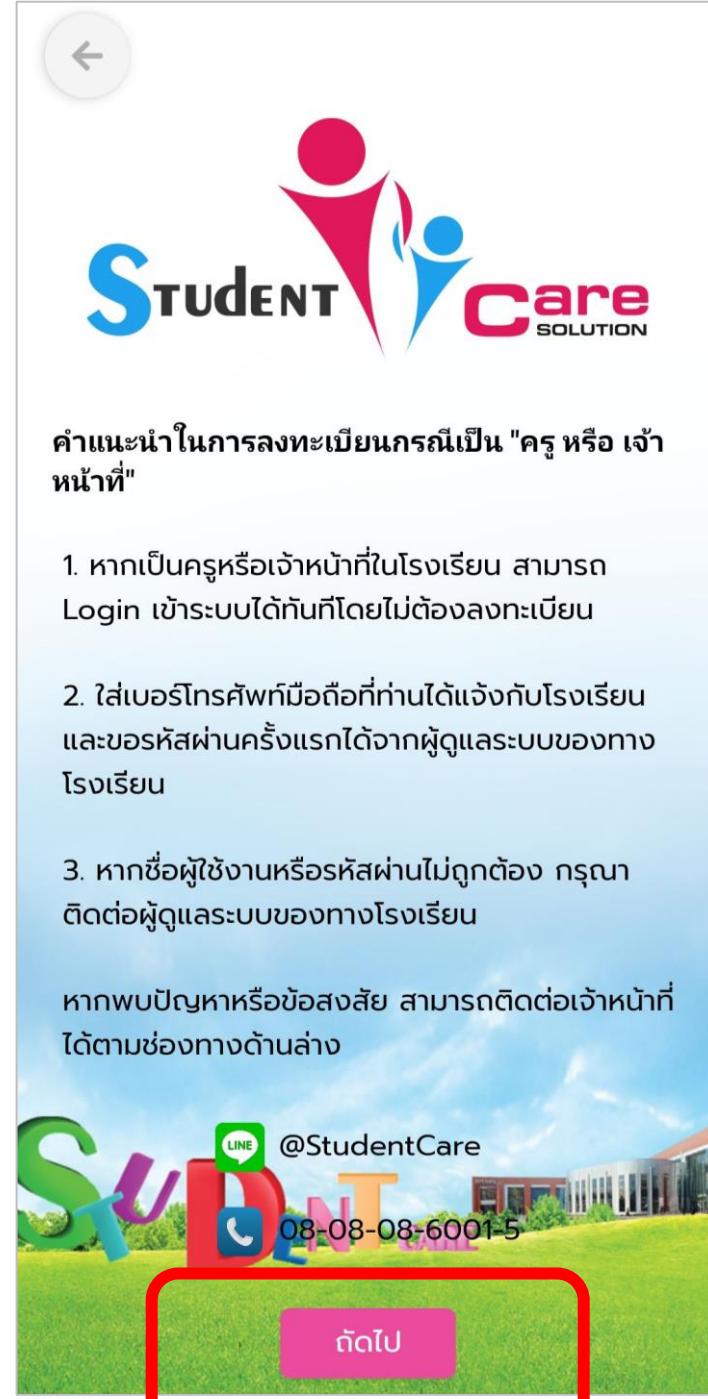 STUDENT Care
SOLUTION
คำแนะนำในการลงทะเบียนกรณีเป็น "ครู หรือ เจ้า
หน้าที่"
1. หากเป็นครูหรือเจ้าหน้าที่ในโรงเรียน สามารถ
Login เข้าระบบได้ทันทีโดยไม่ต้องลงทะเบียน
2. ใส่เบอร์โทรศัพท์มือถือที่ท่านได้แจ้งกับโรงเรียน
และขอรหัสผ่านครั้งแรกได้จากผู้ดูแลระบบของทาง
โรงเรียน
3. หากชื่อผู้ใช้งานหรือรหัสผ่านไม่ถูกต้อง กรุณา
ติดต่อผู้ดูแลระบบของทางโรงเรียน
หากพบปัญหาหรือข้อสงสัย สามารถติดต่อเจ้าหน้าที่
ได้ตามช่องทางด้านล่าง
LINE @StudentCare
08-08-08-6001-5
STUDENT CARE
ถัดไป